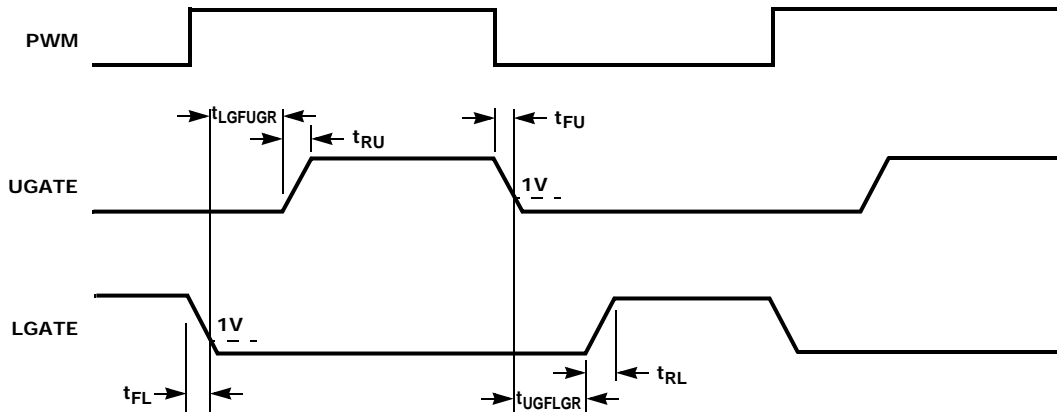 PWM
tLGFUGR
tRU
tFU
UGATE
1V
LGATE
1V
tFL
tRL
tUGFLGR